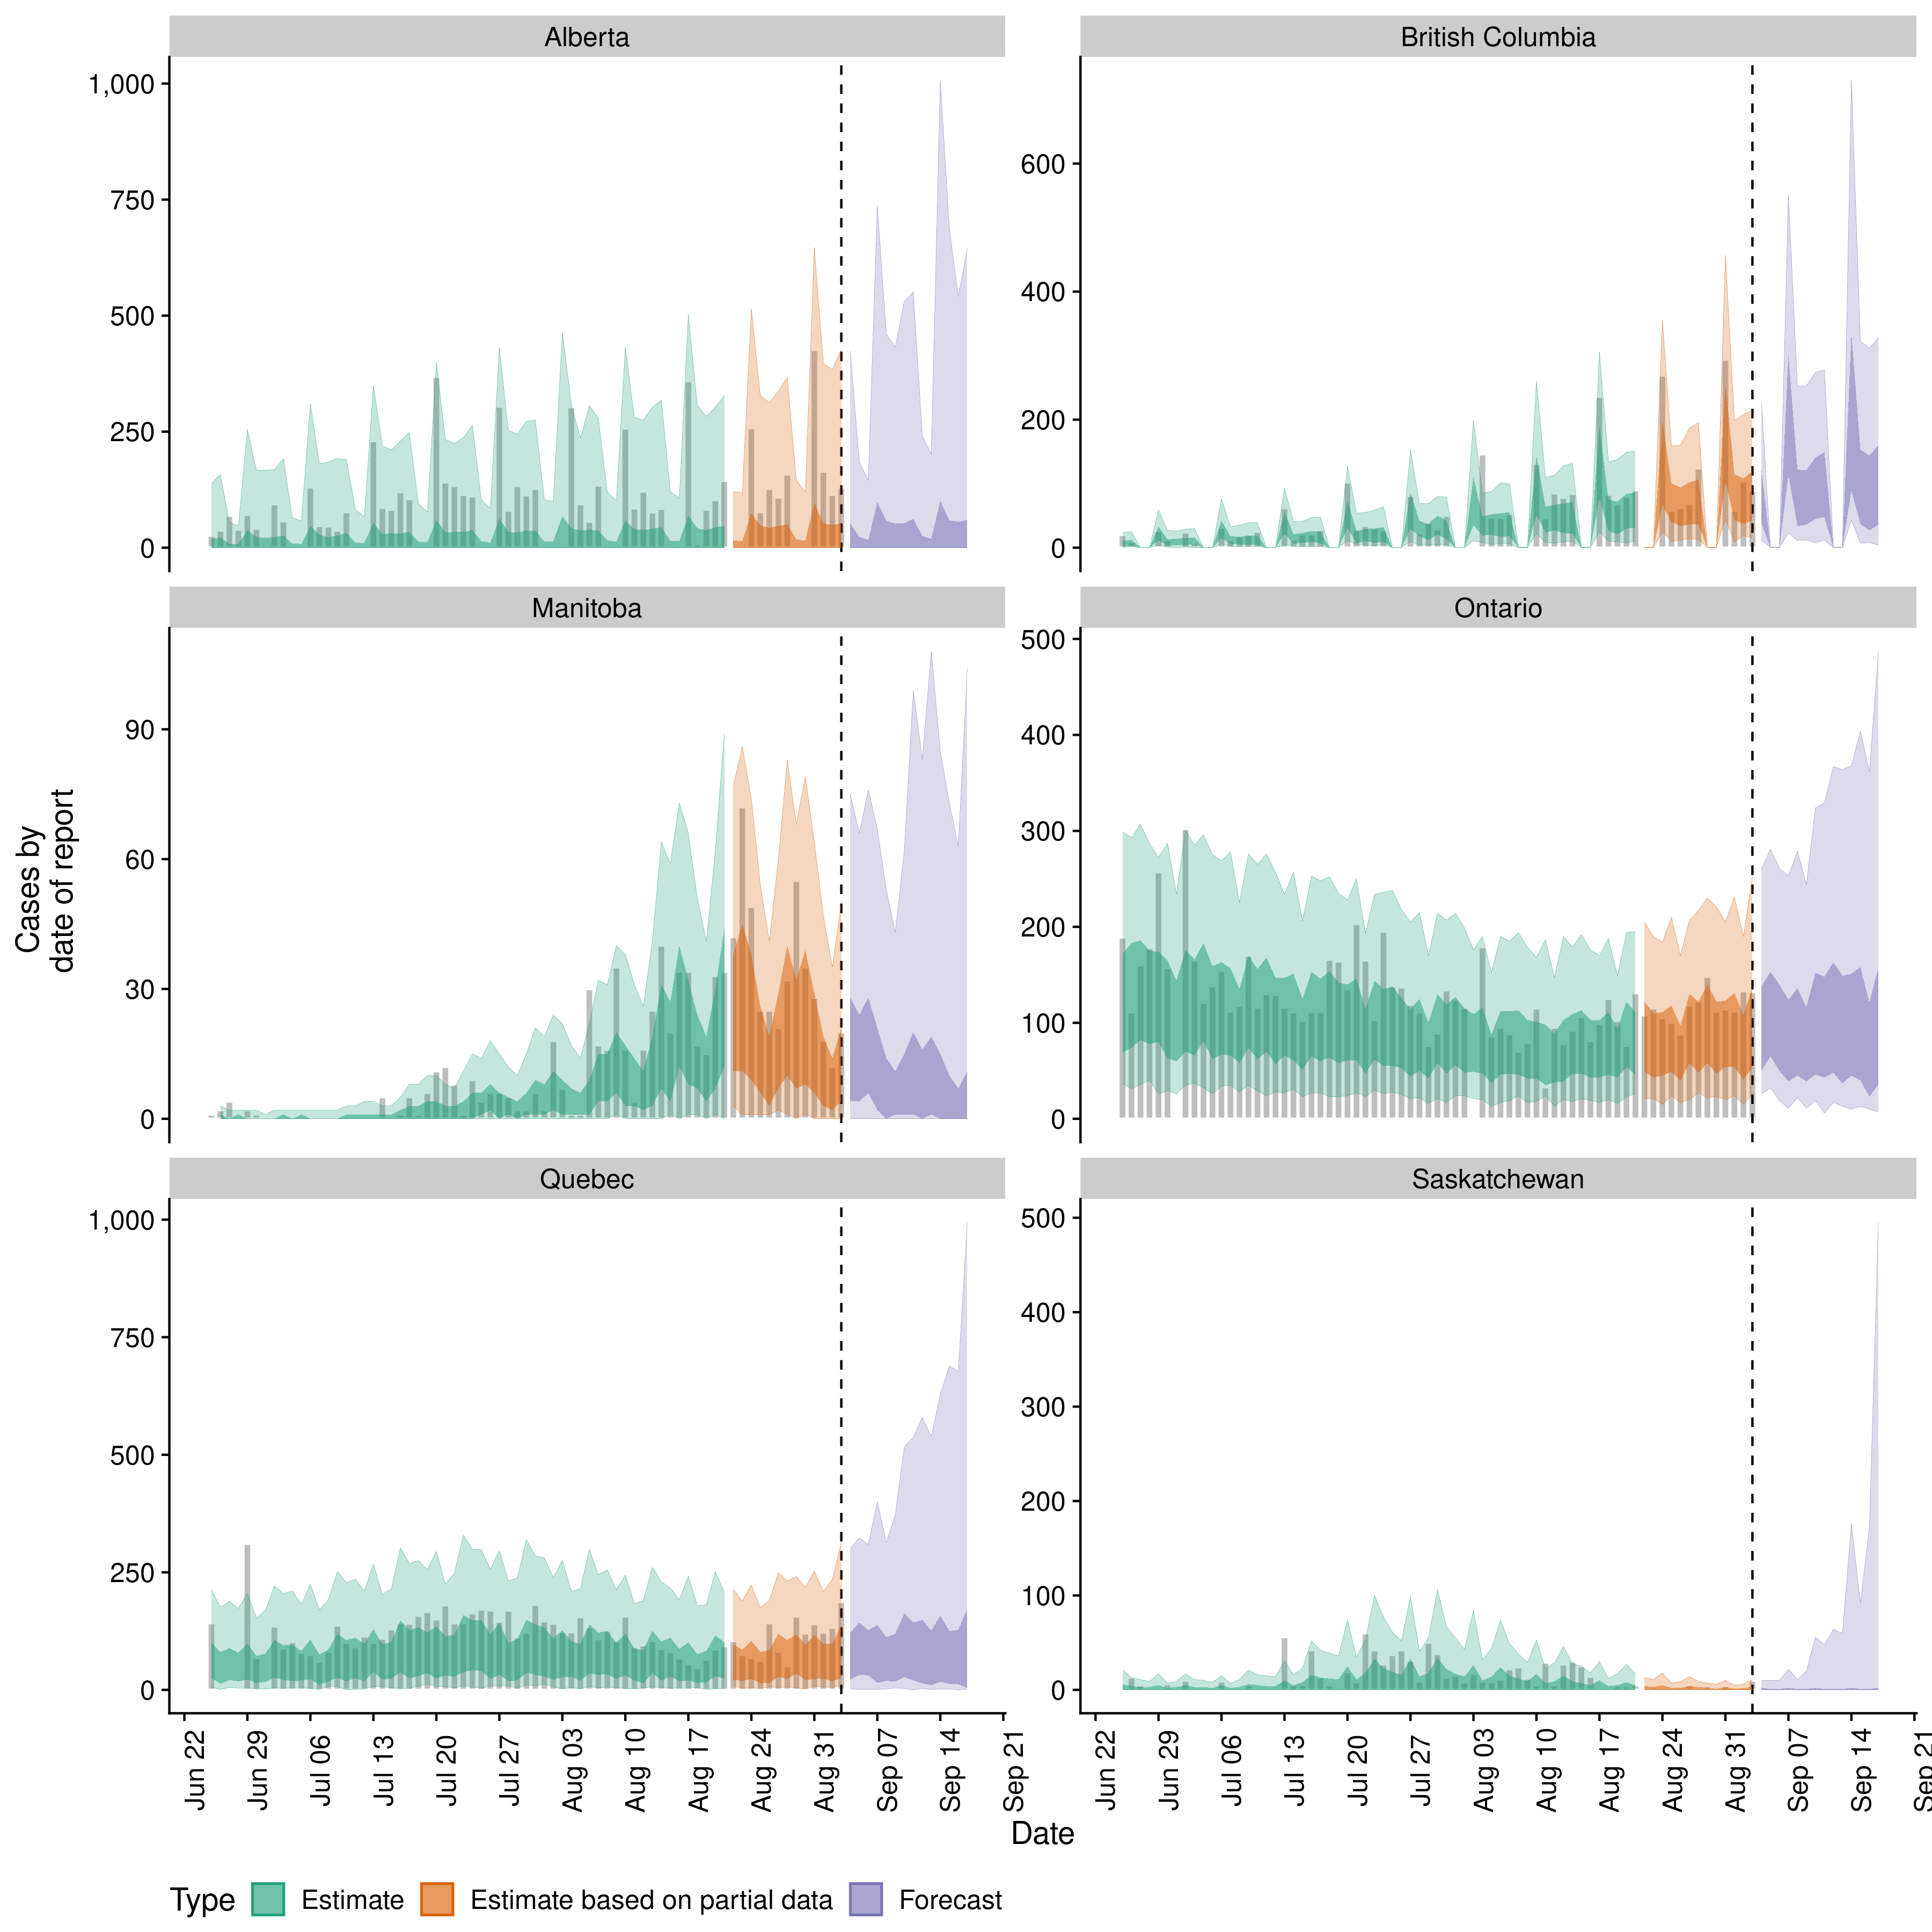 Alberta
British Columbia
1,000
750
500
250
0
600
400
200
0
Manitoba
Ontario
90
60
30
0
500
400
300
200
100
0
Cases by
date of report
Quebec
Saskatchewan
1,000
750
500
250
0
500
400
300
200
100
0
Jun 22
Jun 29
Jul 06
Jul 13
Jul 20
Jul 27
Aug 03
Aug 10
Aug 17
Aug 24
Aug 31
Sep 07
Sep 14
Sep 21
Jun 22
Jun 29
Jul 06
Jul 13
Jul 20
Jul 27
Aug 03
Aug 10
Aug 17
Aug 24
Aug 31
Sep 07
Sep 14
Sep 21
Date
Type Estimate Estimate based on partial data Forecast